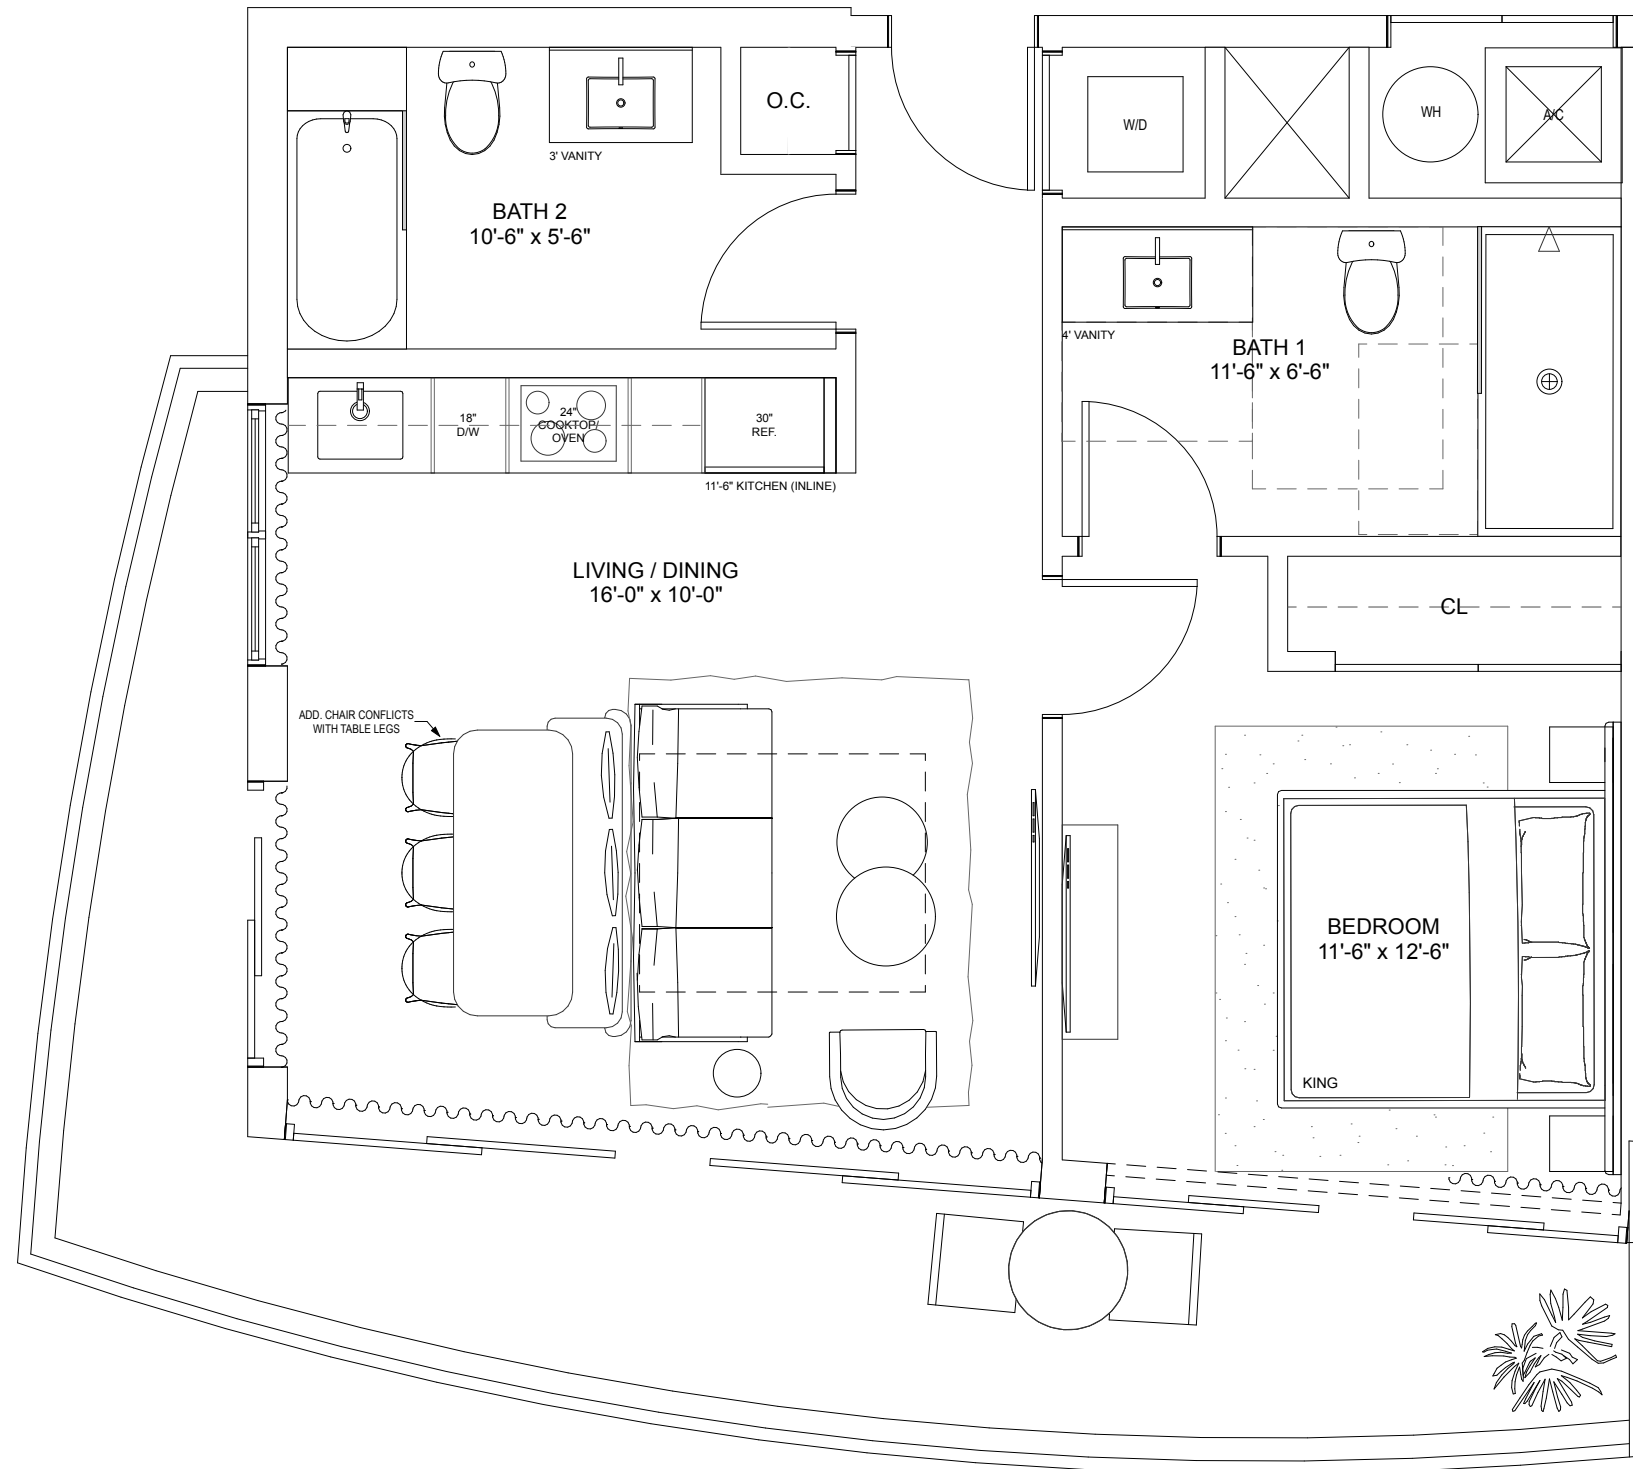 O.C.
W/D
WH
A/C
3' VANITY
BATH 2
10'-6" x 5'-6"
4' VANITY
BATH 1
11'-6" x 6'-6"
18"
D/W
24"
COOKTOP/
OVEN
30"
REF.
11'-6" KITCHEN (INLINE)
LIVING / DINING
16'-0" x 10'-0"
CL
ADD. CHAIR CONFLICTS
WITH TABLE LEGS
BEDROOM
11'-6" x 12'-6"
KING